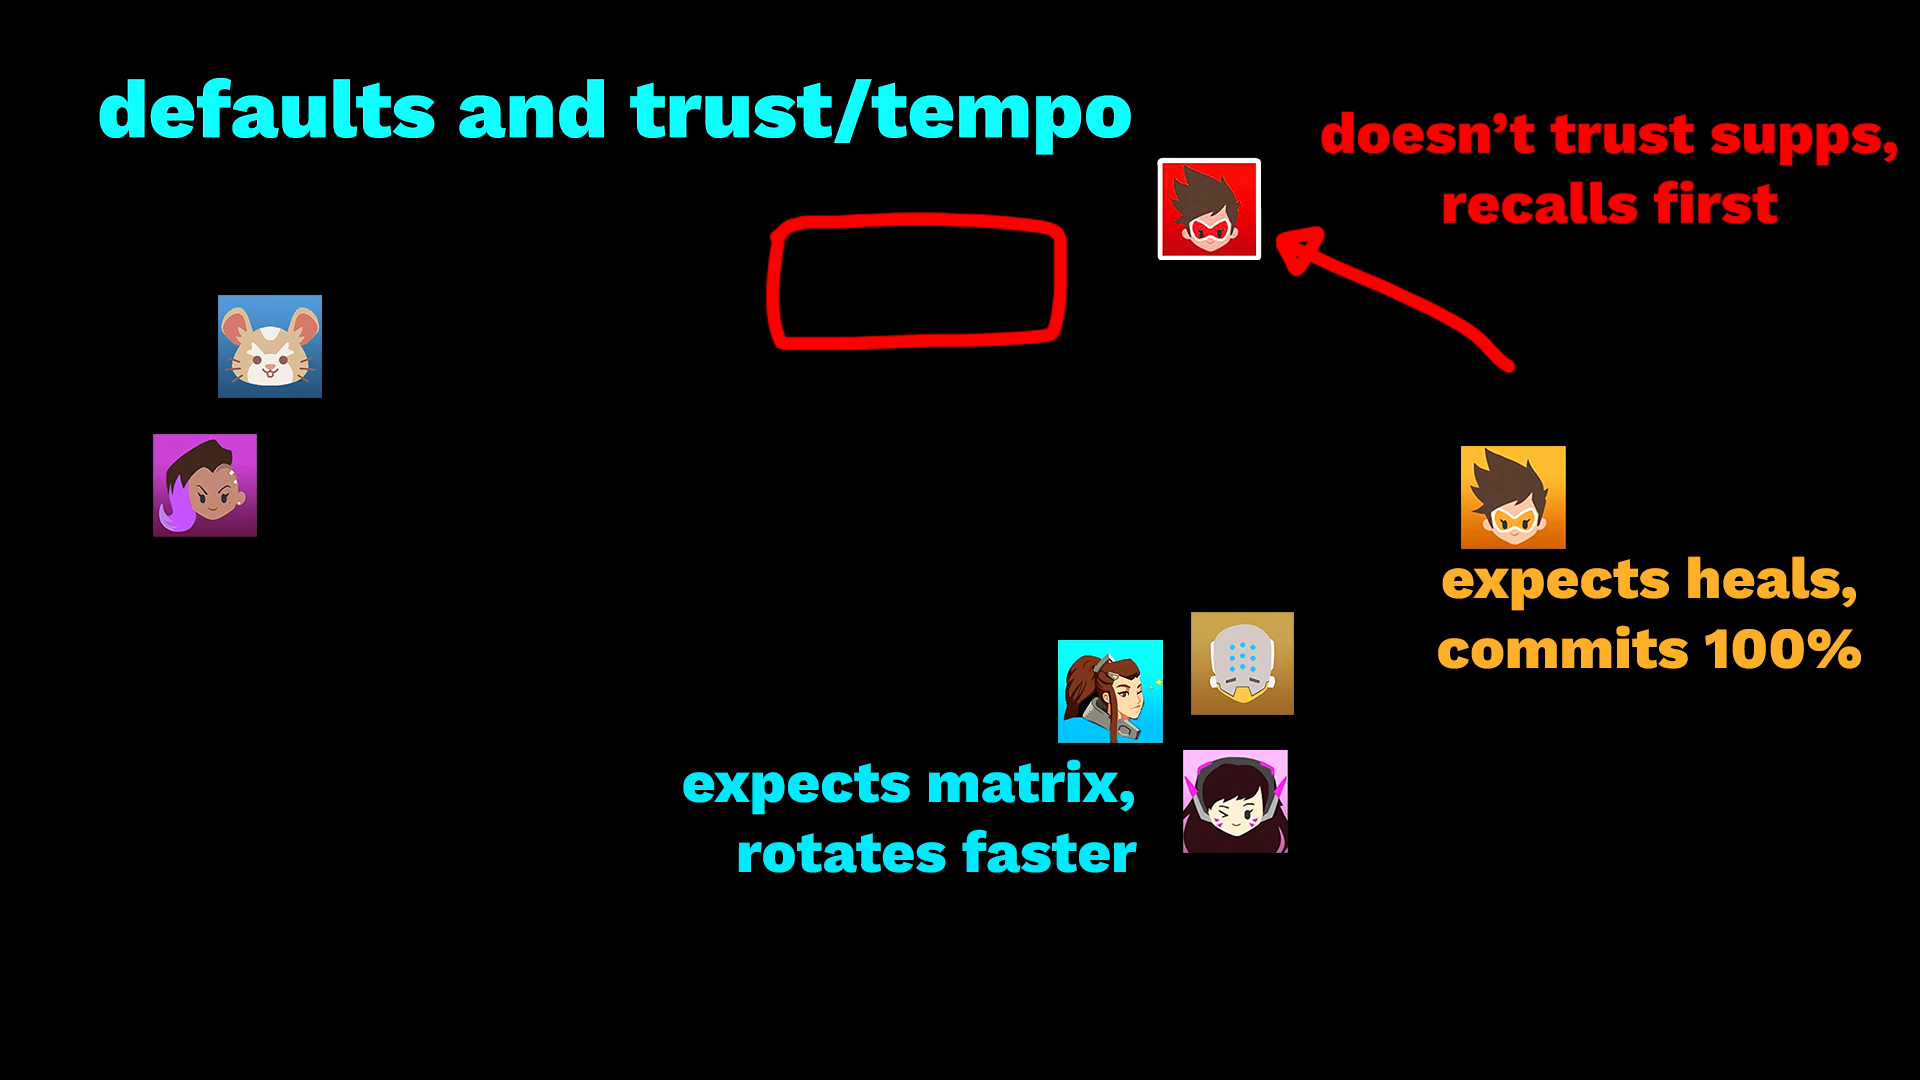 defaults and trust/tempo
doesn’t trust supps,
recalls first
expects heals,
commits 100%
expects matrix,
rotates faster